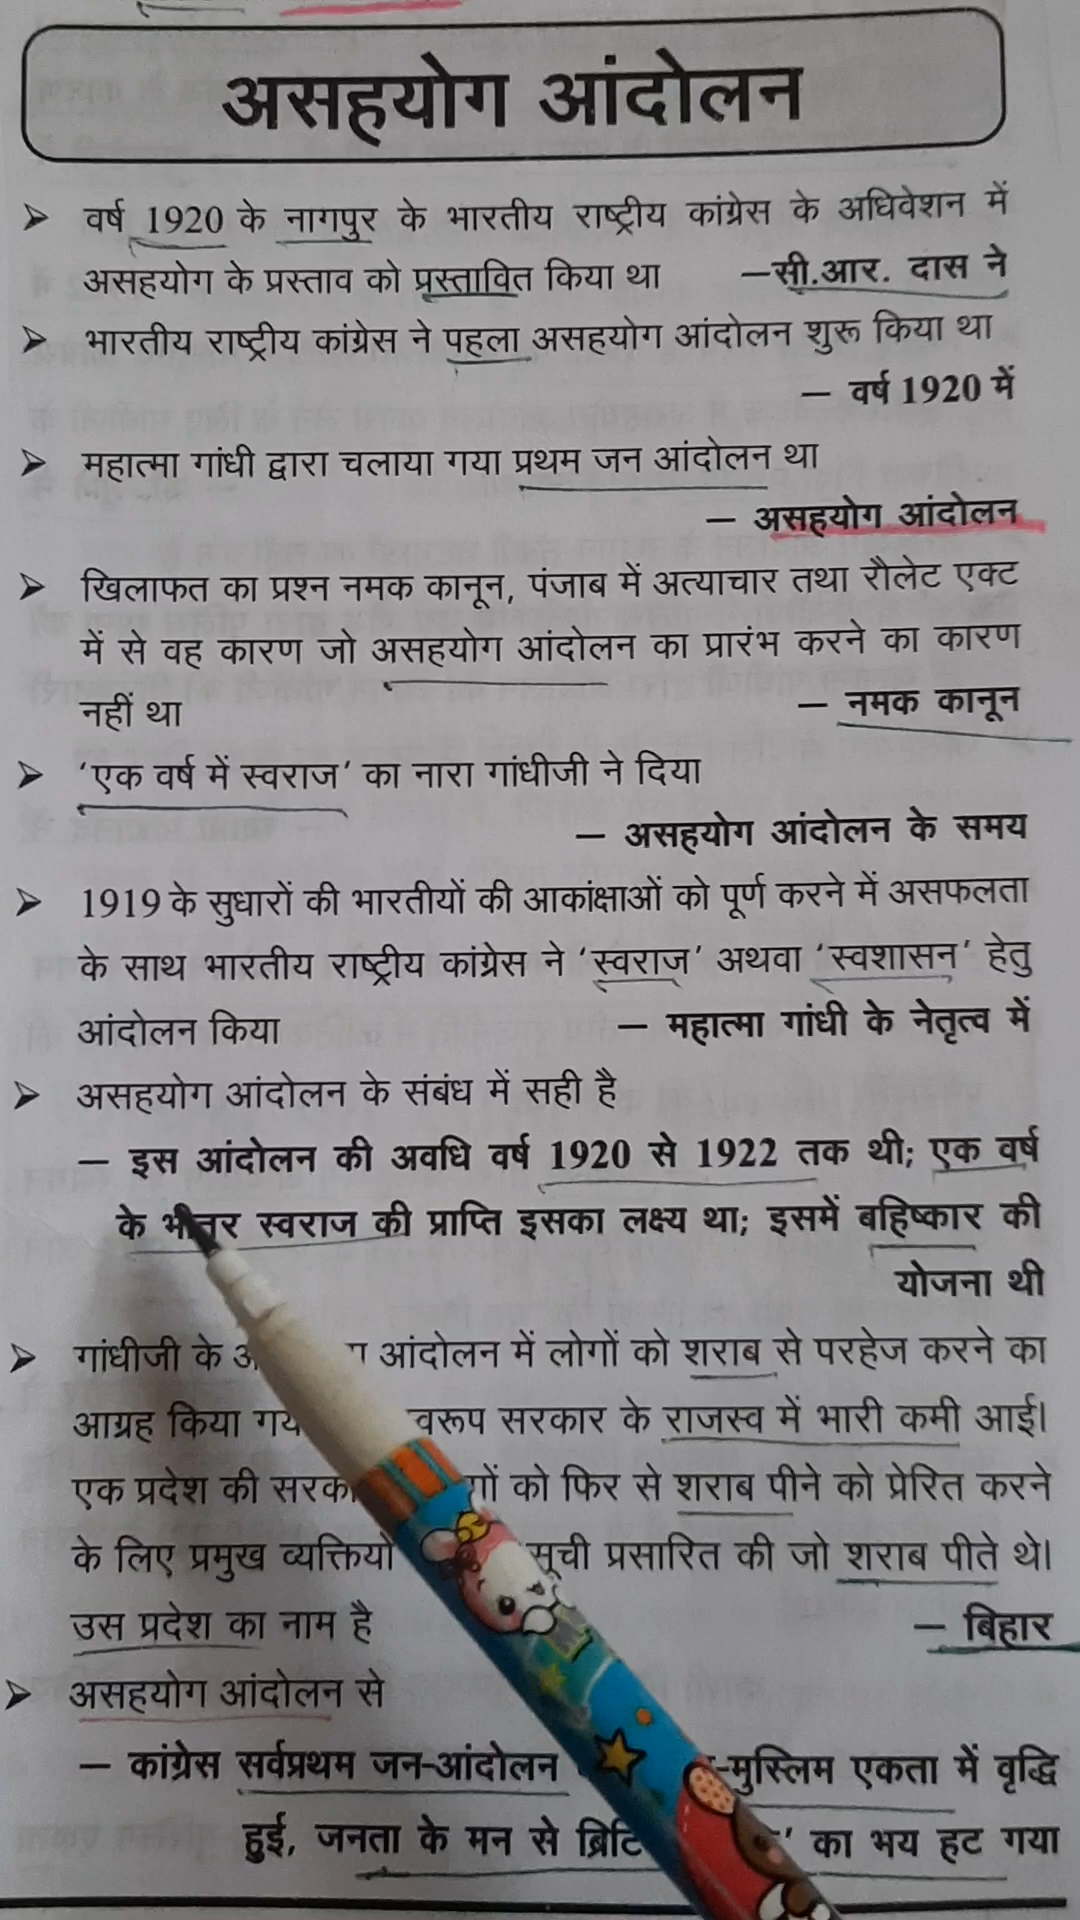 असहयोग आंदोलन
➢ वर्ष 1920 के नागपुर के भारतीय राष्ट्रीय कांग्रेस के अधिवेशन में
असहयोग के प्रस्ताव को प्रस्तावित किया था —सी.आर. दास ने
➢ भारतीय राष्ट्रीय कांग्रेस ने पहला असहयोग आंदोलन शुरू किया था
— वर्ष 1920 में
➢ महात्मा गांधी द्वारा चलाया गया प्रथम जन आंदोलन था
— असहयोग आंदोलन
➢ खिलाफत का प्रश्न नमक कानून, पंजाब में अत्याचार तथा रौलेट एक्ट
में से वह कारण जो असहयोग आंदोलन का प्रारंभ करने का कारण
नहीं था — नमक कानून
➢ ‘एक वर्ष में स्वराज’ का नारा गांधीजी ने दिया
— असहयोग आंदोलन के समय
➢ 1919 के सुधारों की भारतीयों की आकांक्षाओं को पूर्ण करने में असफलता
के साथ भारतीय राष्ट्रीय कांग्रेस ने ‘स्वराज’ अथवा ‘स्वशासन’ हेतु
आंदोलन किया — महात्मा गांधी के नेतृत्व में
➢ असहयोग आंदोलन के संबंध में सही है
— इस आंदोलन की अवधि वर्ष 1920 से 1922 तक थी; एक वर्ष
के भीतर स्वराज की प्राप्ति इसका लक्ष्य था; इसमें बहिष्कार की
योजना थी
➢ गांधीजी के आंदोलन में लोगों को शराब से परहेज करने का
आग्रह किया सरकार के राजस्व में भारी कमी आई।
एक प्रदेश की को फिर से शराब पीने को प्रेरित करने
के लिए प्रमुख व्यक्तियों सूची प्रसारित की जो शराब पीते थे।
उस प्रदेश का नाम है — बिहार
➢ असहयोग आंदोलन से
— कांग्रेस सर्वप्रथम जन-आंदोलन -मुस्लिम एकता में वृद्धि
हुई, जनता के मन से का भय हट गया